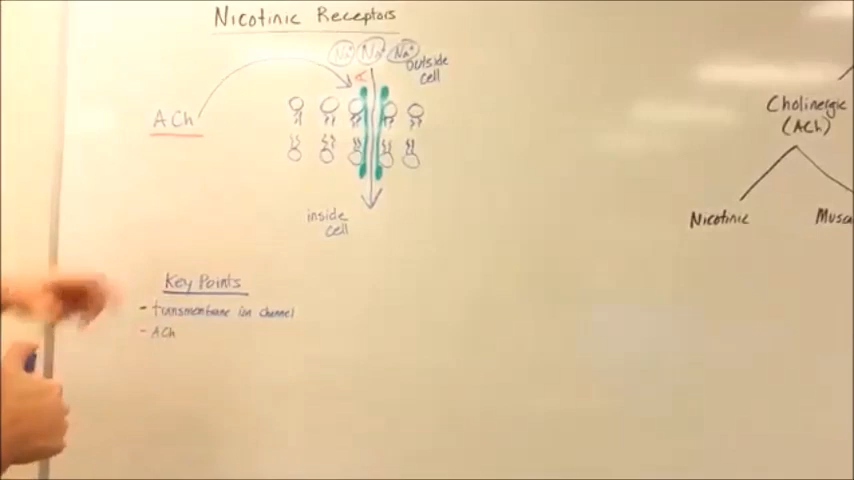 Nicotinic Receptors
Na⁺ Na⁺ Na⁺
outside
cell
ACh
inside
cell
Key Points
- transmembrane ion channel
- ACh
Cholinergic
(ACh)
Nicotinic
Musca